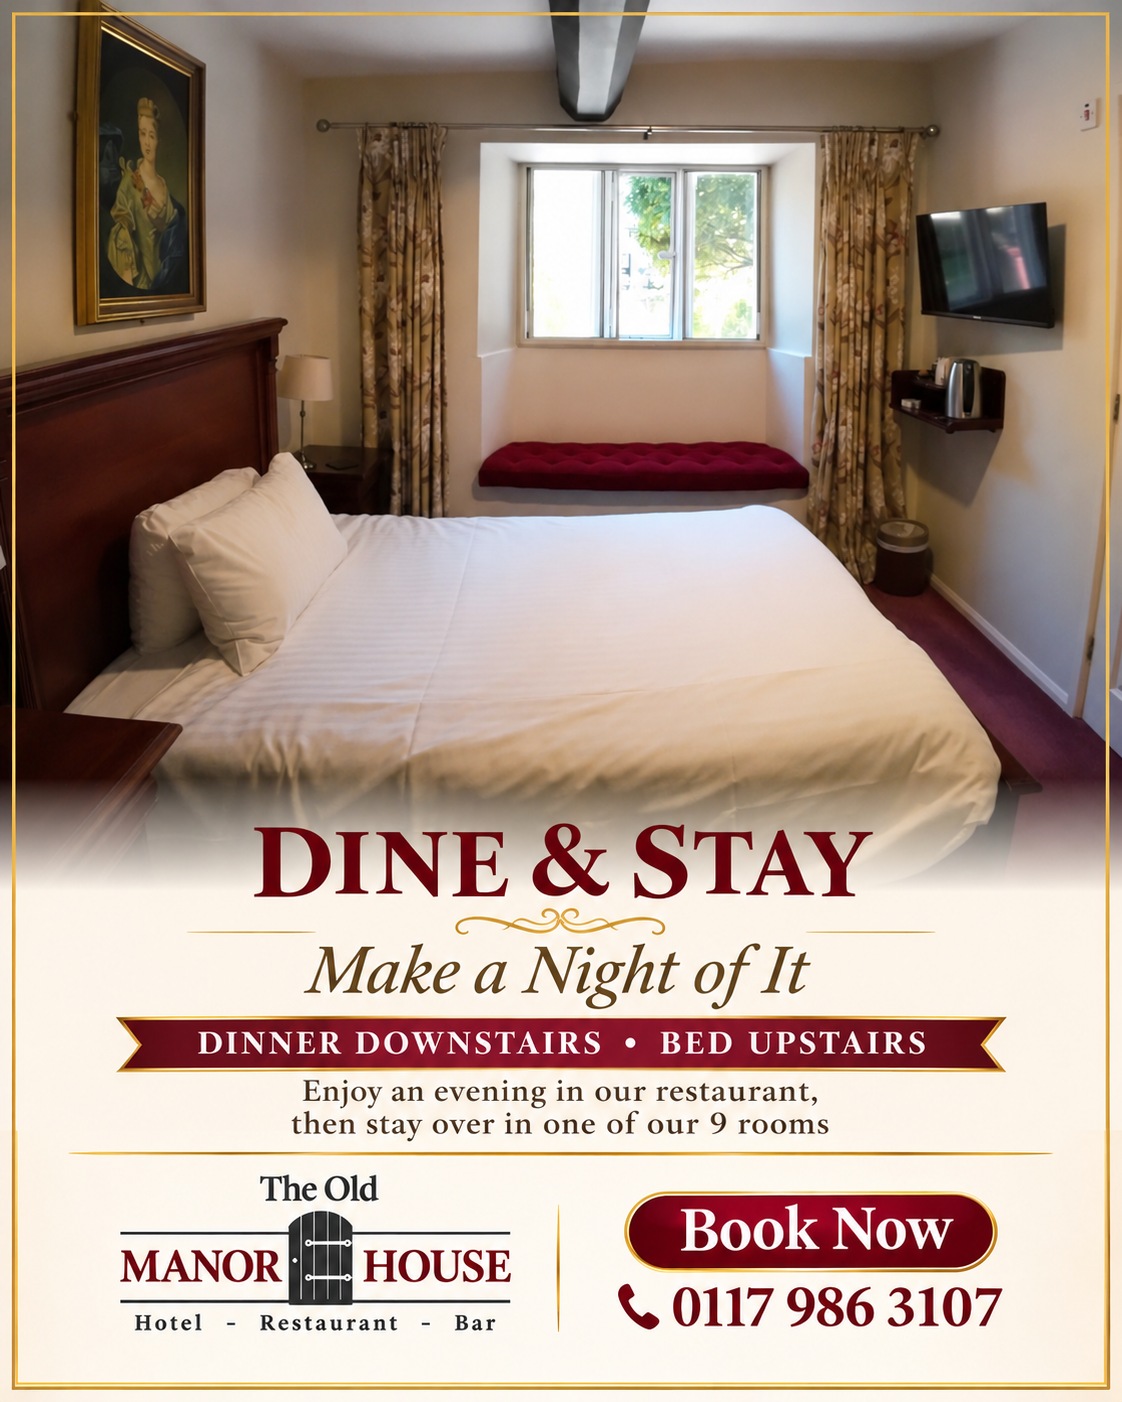 DINE & STAY
Make a Night of It
DINNER DOWNSTAIRS • BED UPSTAIRS
Enjoy an evening in our restaurant,
then stay over in one of our 9 rooms
The Old
MANOR HOUSE
Hotel - Restaurant - Bar
Book Now
0117 986 3107